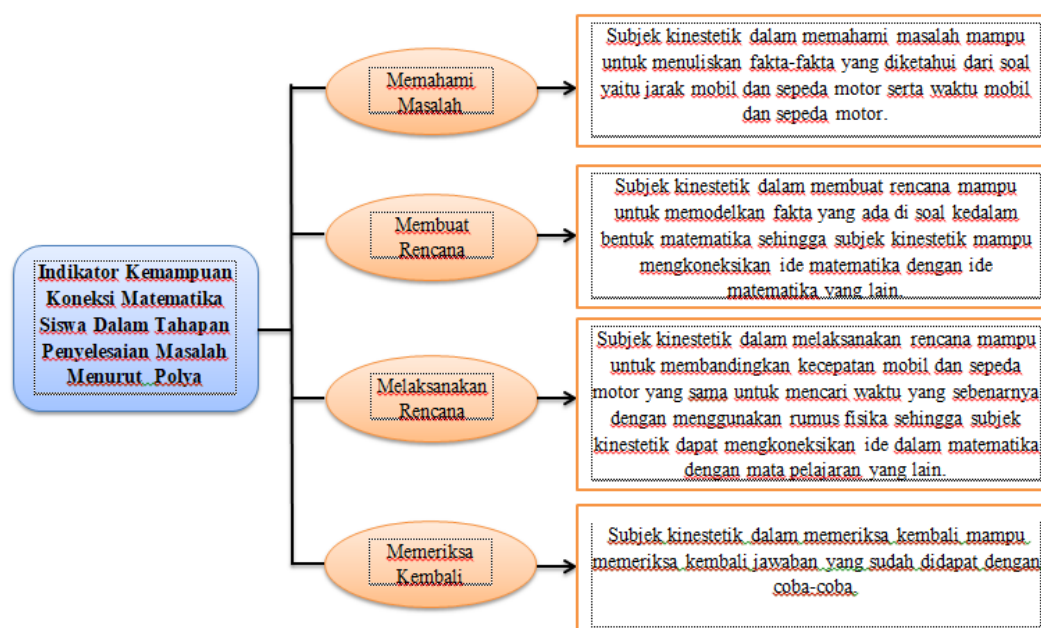 Indikator Kemampuan
Koneksi Matematika
Siswa Dalam Tahapan
Penyelesaian Masalah
Menurut Polya
Memahami
Masalah
Subjek kinestetik dalam memahami masalah mampu
untuk menuliskan fakta-fakta yang diketahui dari soal
yaitu jarak mobil dan sepeda motor serta waktu mobil
dan sepeda motor.
Membuat
Rencana
Subjek kinestetik dalam membuat rencana mampu
untuk memodelkan fakta yang ada di soal kedalam
bentuk matematika sehingga subjek kinestetik mampu
mengkoneksikan ide matematika dengan ide
matematika yang lain.
Melaksanakan
Rencana
Subjek kinestetik dalam melaksanakan rencana mampu
untuk membandingkan kecepatan mobil dan sepeda
motor yang sama untuk mencari waktu yang sebenarnya
dengan menggunakan rumus fisika sehingga subjek
kinestetik dapat mengkoneksikan ide dalam matematika
dengan mata pelajaran yang lain.
Memeriksa
Kembali
Subjek kinestetik dalam memeriksa kembali mampu
memeriksa kembali jawaban yang sudah didapat dengan
coba-coba.